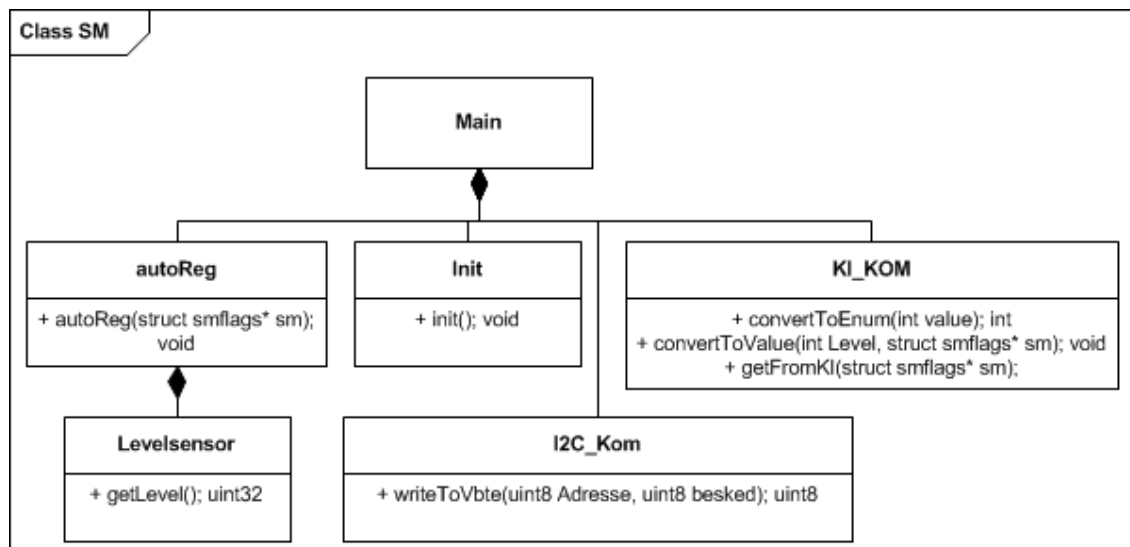 Class SM
Main
autoReg
+ autoReg(struct smflags* sm);
void
Init
+ init(); void
KI_KOM
+ convertToEnum(int value); int
+ convertToValue(int Level, struct smflags* sm); void
+ getFromKI(struct smflags* sm);
Levelsensor
+ getLevel(); uint32
I2C_Kom
+ writeToVbte(uint8 Adresse, uint8 besked); uint8